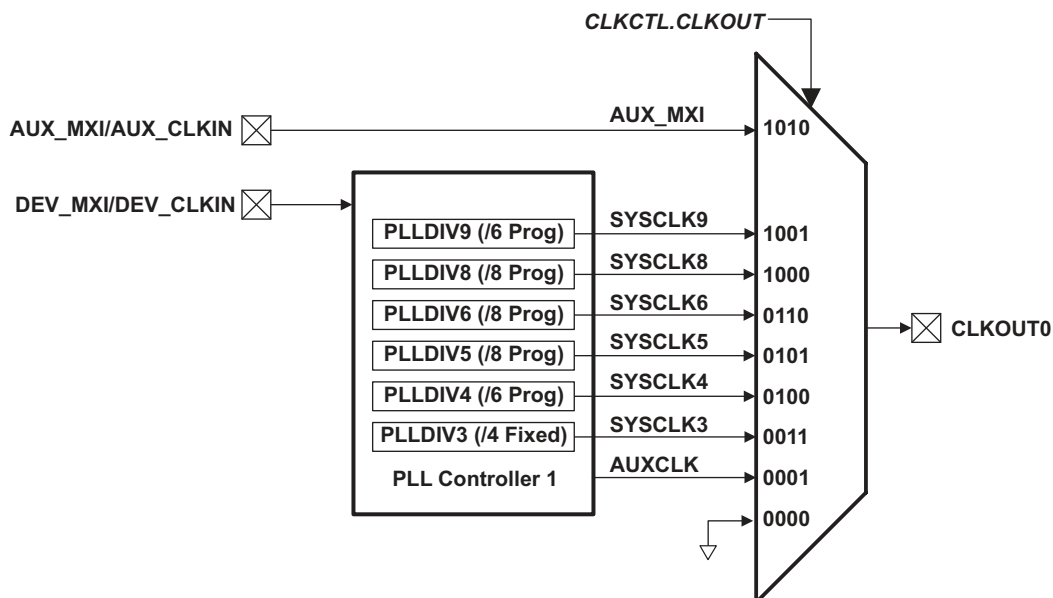 CLKCTL.CLKOUT
AUX_MXI/AUX_CLKIN
AUX_MXI
1010
DEV_MXI/DEV_CLKIN
PLLDIV9 (/6 Prog)
SYSCLK9
1001
PLLDIV8 (/8 Prog)
SYSCLK8
1000
PLLDIV6 (/8 Prog)
SYSCLK6
0110
CLKOUT0
PLLDIV5 (/8 Prog)
SYSCLK5
0101
PLLDIV4 (/6 Prog)
SYSCLK4
0100
PLLDIV3 (/4 Fixed)
SYSCLK3
0011
PLL Controller 1
AUXCLK
0001
0000